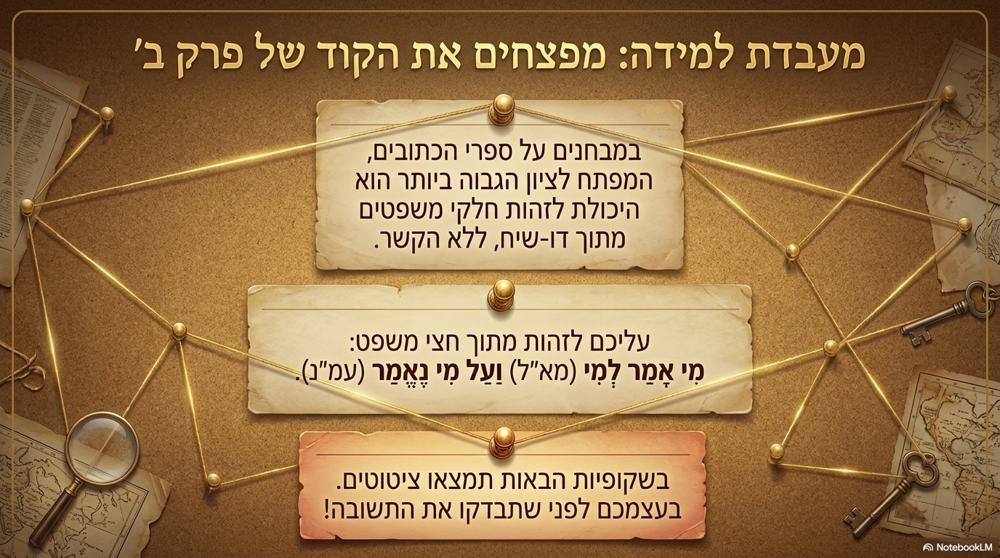 מעבדת למידה: מפצחים את הקוד של פרק ב'
במבחנים על ספרי הכתובים,
המפתח לציון הגבוה ביותר הוא
היכולת לזהות חלקי משפטים
מתוך דו-שיח, ללא הקשר.
עליכם לזהות מתוך חצי משפט:
מִי אָמַר לְמִי (מא"ל) וַעַל מִי נֶאֱמַר (עמ"נ).
בשקופיות הבאות תמצאו ציטוטים.
בעצמכם לפני שתבדקו את התשובה!
NotebookLM